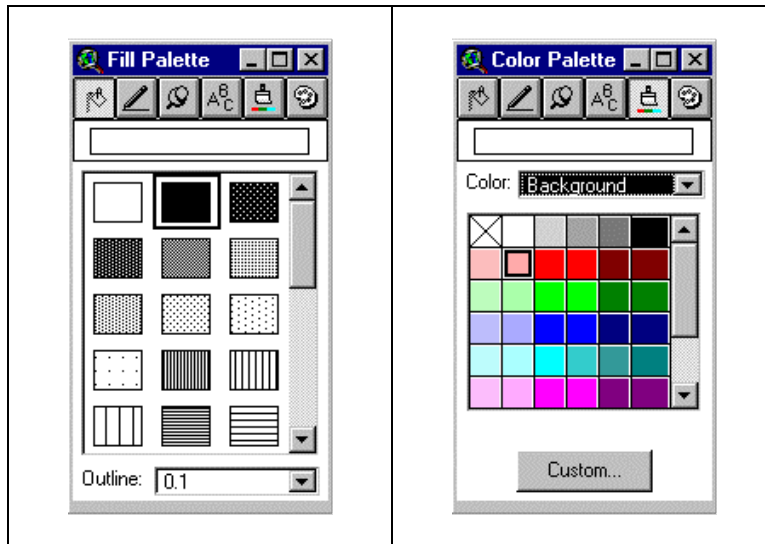 Fill Palette
A B C
Outline: 0.1
Color Palette
A B C
Color: Background
Custom...